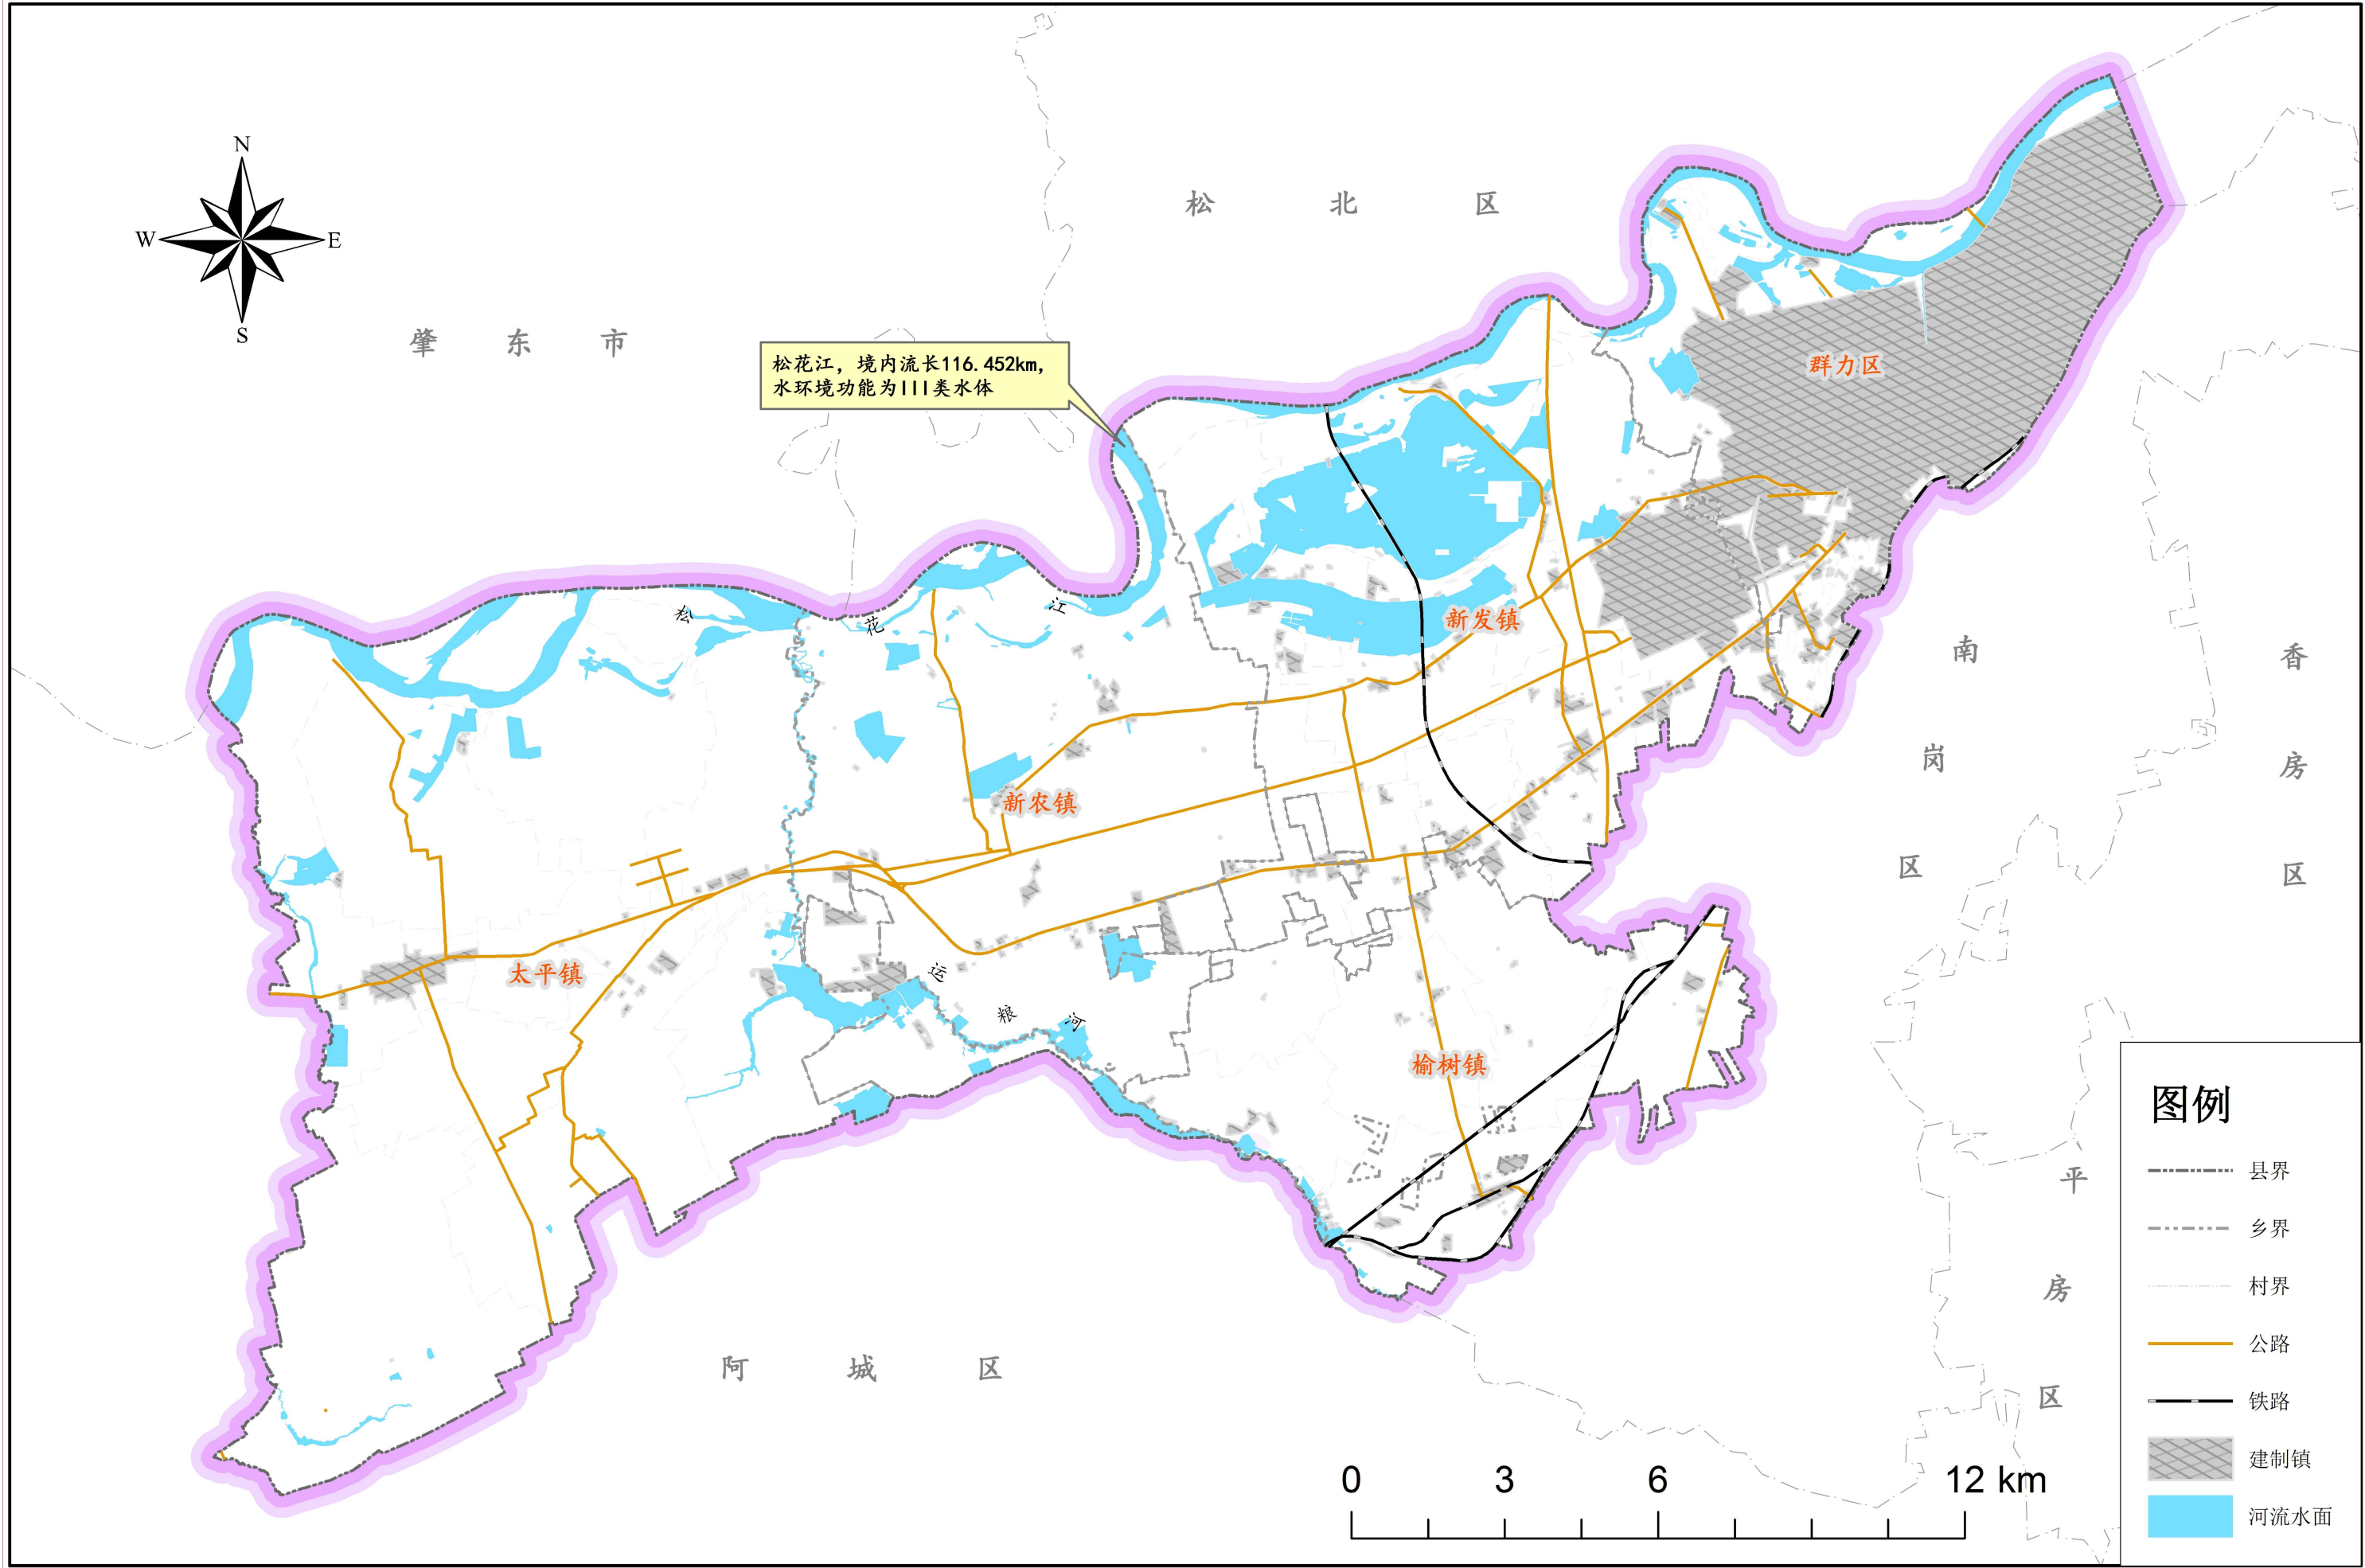 N
W
E
S
松北区
肇东市
松花江，境内流长116.452km，
水环境功能为III类水体
群力区
松花江
新发镇
南岗区
香房区
新农镇
太平镇
运粮河
榆树镇
平房区
阿城区
图例
县界
乡界
村界
公路
铁路
建制镇
河流水面
0 3 6 12 km